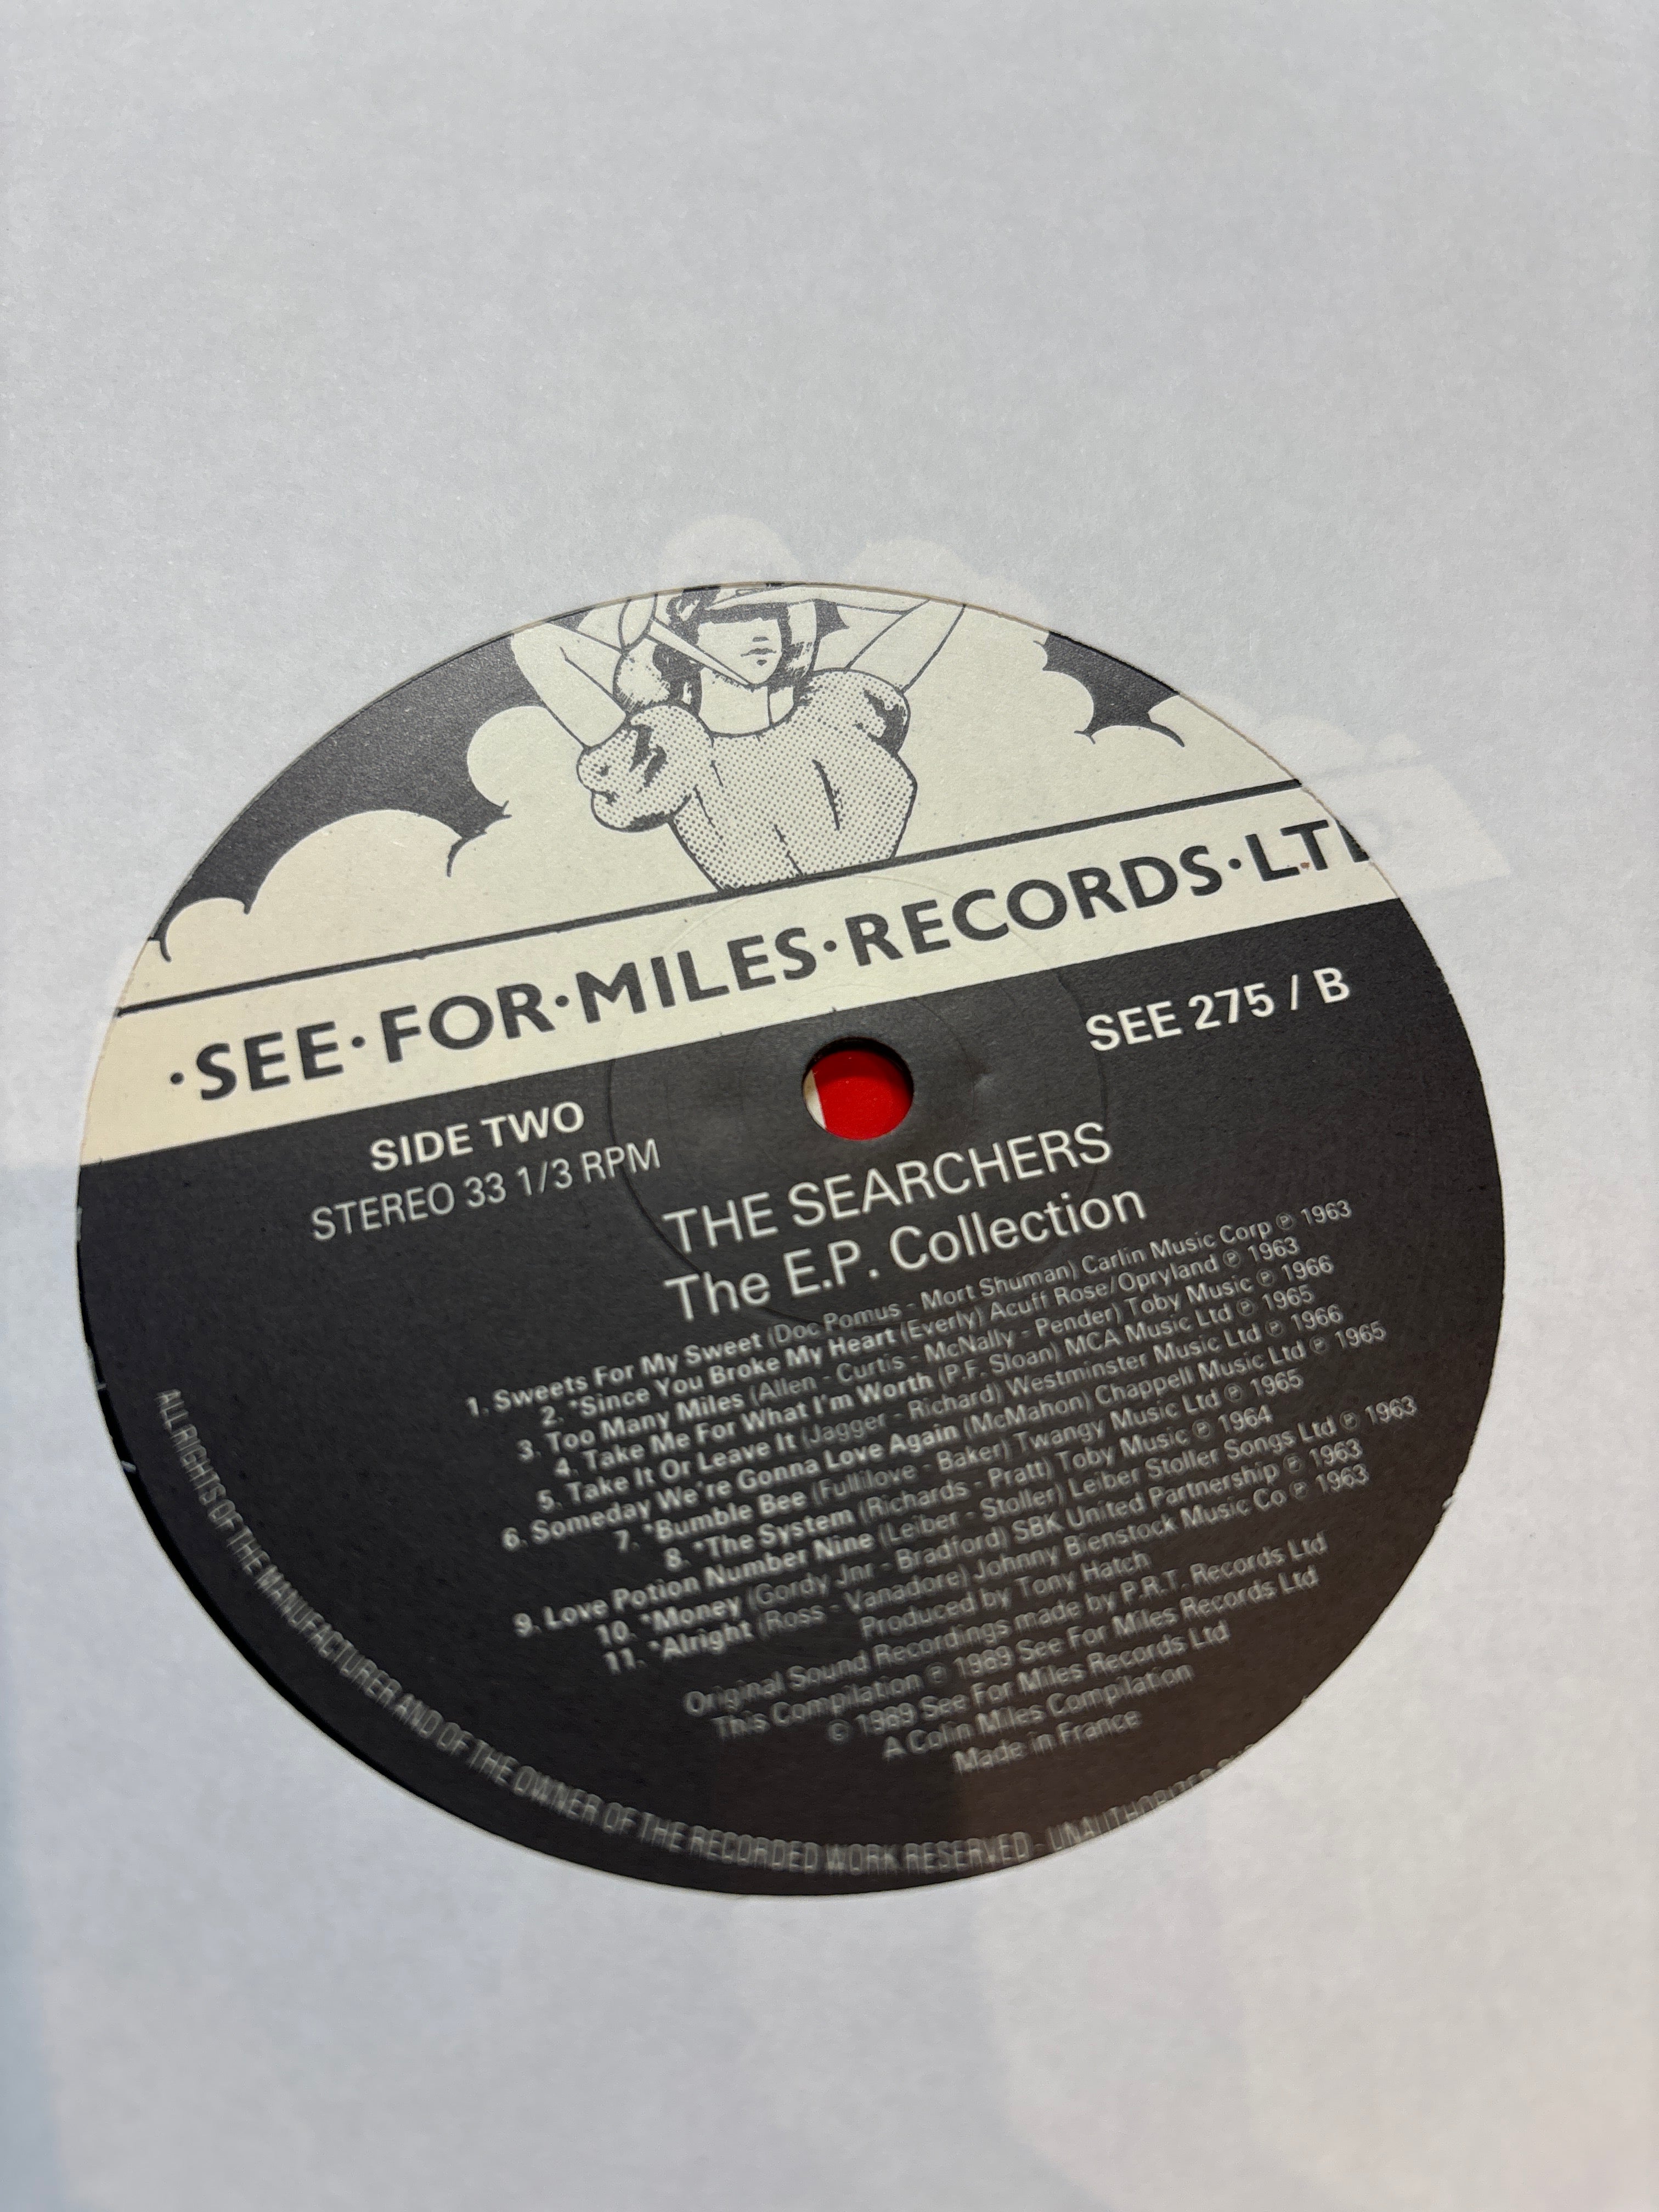 ·SEE·FOR·MILES·RECORDS·LT
SEE 275 / B
SIDE TWO
STEREO 33 1/3 RPM
THE SEARCHERS
The E.P. Collection
1. Sweets For My Sweet (Doc Pomus - Mort Shuman) Carlin Music Corp ℗ 1963
2. *Since You Broke My Heart (Everly) Acuff Rose/Opryland ℗ 1963
3. Too Many Miles (Allen - Curtis - McNally - Pender) Toby Music ℗ 1966
4. Take Me For What I'm Worth (P.F. Sloan) MCA Music Ltd ℗ 1965
5. Take It Or Leave It (Jagger - Richard) Westminster Music Ltd ℗ 1966
6. Someday We're Gonna Love Again (McMahon) Chappell Music Ltd ℗ 1965
7. *Bumble Bee (Fullilove - Baker) Twangy Music Ltd ℗ 1965
8. *The System (Richards - Pratt) Toby Music ℗ 1964
9. Love Potion Number Nine (Leiber - Stoller) Leiber Stoller Songs Ltd ℗ 1963
10. *Money (Gordy Jnr - Bradford) SBK United Partnership ℗ 1963
11. *Alright (Ross - Vanadore) Johnny Bienstock Music Co ℗ 1963
Produced by Tony Hatch
Original Sound Recordings made by P.R.T. Records Ltd
This Compilation ℗ 1989 See For Miles Records Ltd
© 1989 See For Miles Records Ltd
A Colin Miles Compilation
Made in France
ALL RIGHTS OF THE MANUFACTURER AND OF THE OWNER OF THE RECORDED WORK RESERVED - UNAUTHORIZED